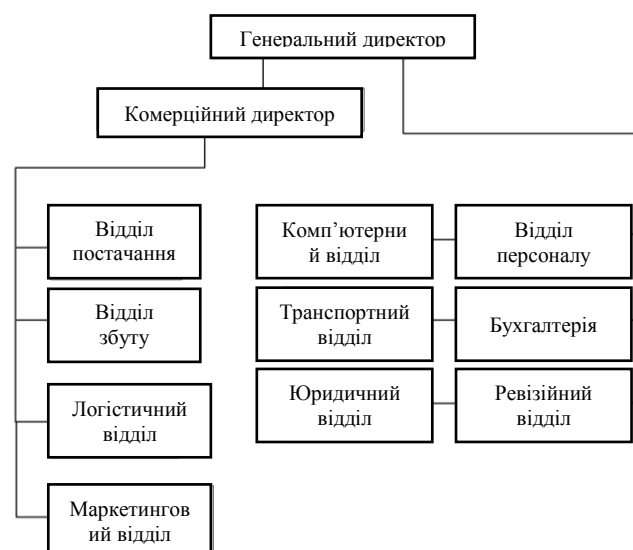 Генеральний директор
Комерційний директор
Відділ
постачання
Відділ
збуту
Логістичний
відділ
Маркетингов
ий відділ
Комп’ютерни
й відділ
Відділ
персоналу
Транспортний
відділ
Бухгалтерія
Юридичний
відділ
Ревізійний
відділ